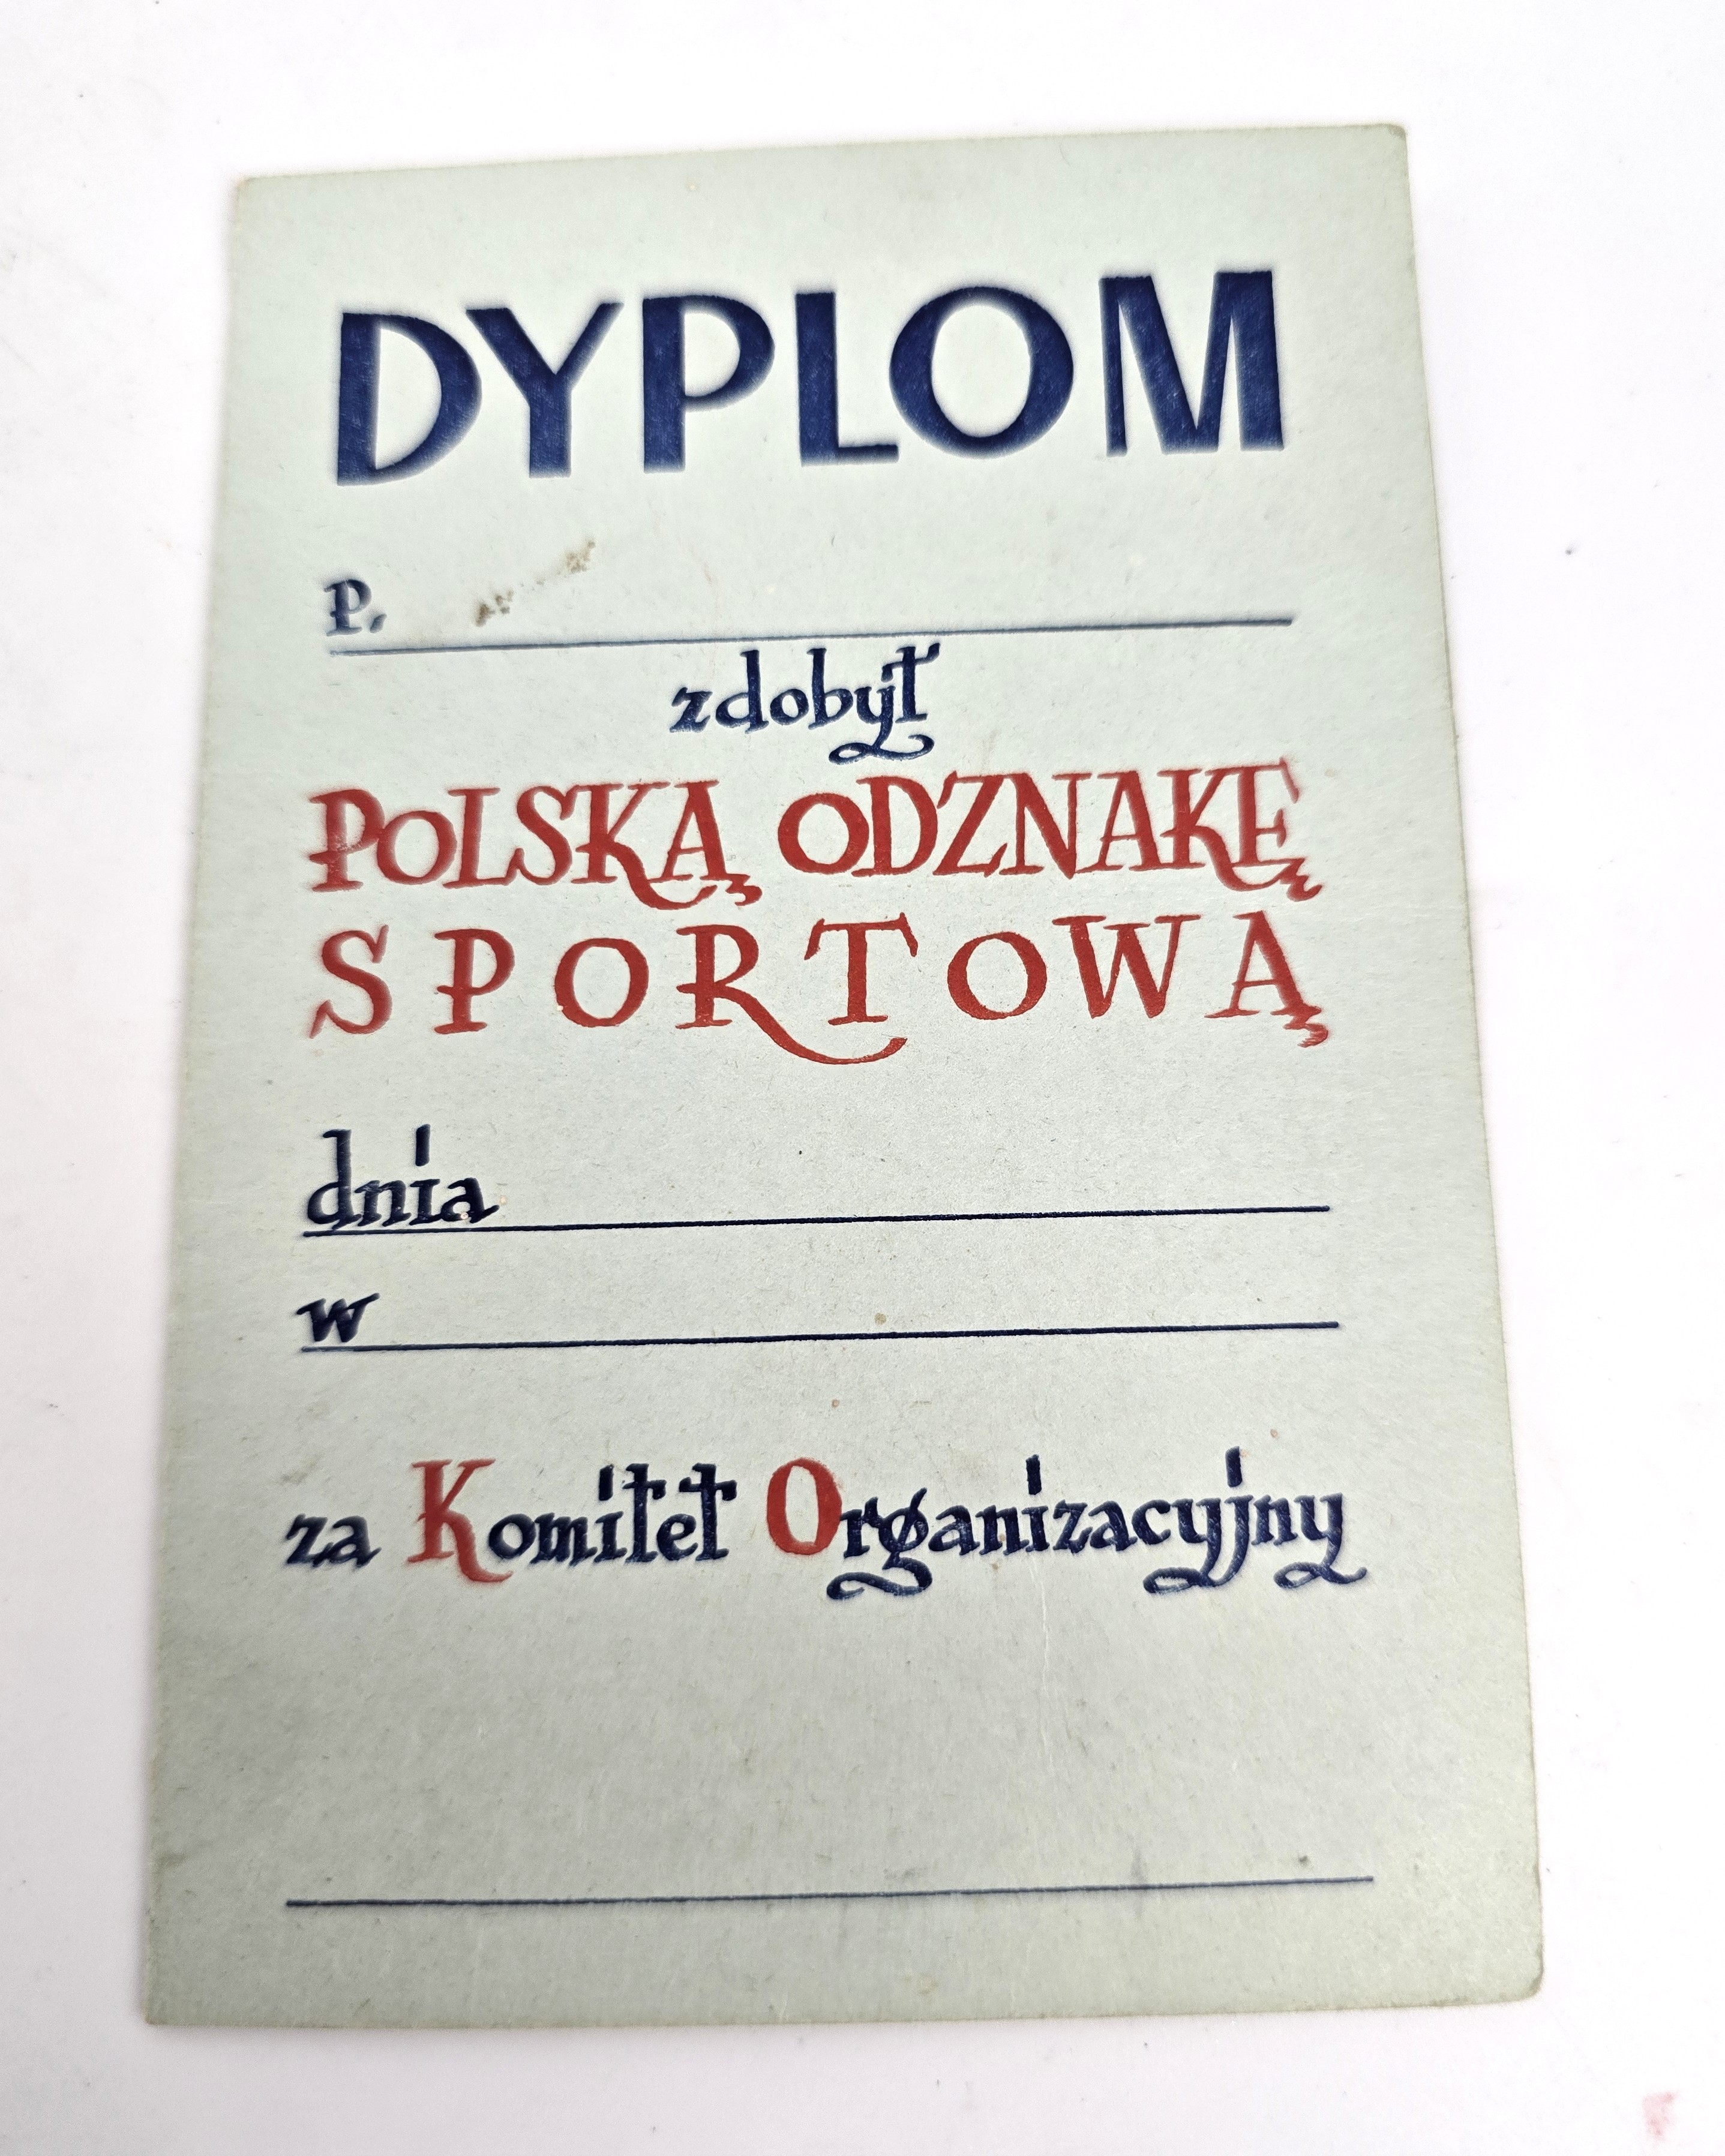 DYPLOM
P.
zdobył
POLSKĄ ODZNAKĘ
SPORTOWĄ
dnia
w
za Komitet Organizacyjny